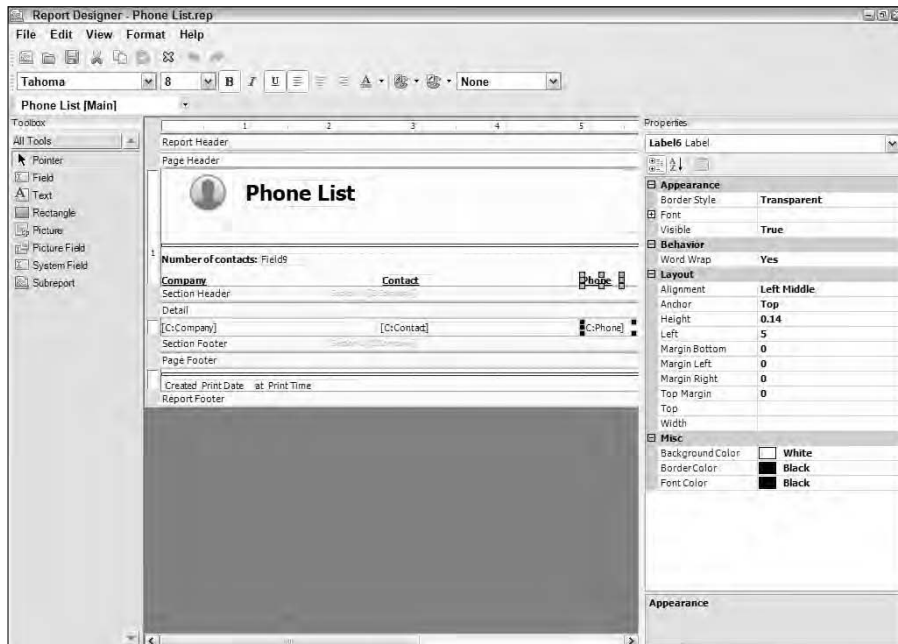 Report Designer - Phone List.rep
File Edit View Format Help
Tahoma 8 B I U A None
Phone List [Main]
Toolbox
All Tools
Pointer
Field
A Text
Rectangle
Picture
Picture Field
System Field
Subreport
1 2 3 4 5
Report Header
Page Header
Phone List
1
Number of contacts: Field9
Company Contact Phone
Section Header
Detail
[C:Company] [C:Contact] C:Phone]
Section Footer
Page Footer
Created Print Date at Print Time
Report Footer
Properties
Label6 Label
Appearance
Border Style Transparent
Font
Visible True
Behavior
Word Wrap Yes
Layout
Alignment Left Middle
Anchor Top
Height 0.14
Left 5
Margin Bottom 0
Margin Left 0
Margin Right 0
Top Margin 0
Top
Width
Misc
Background Color White
Border Color Black
Font Color Black
Appearance